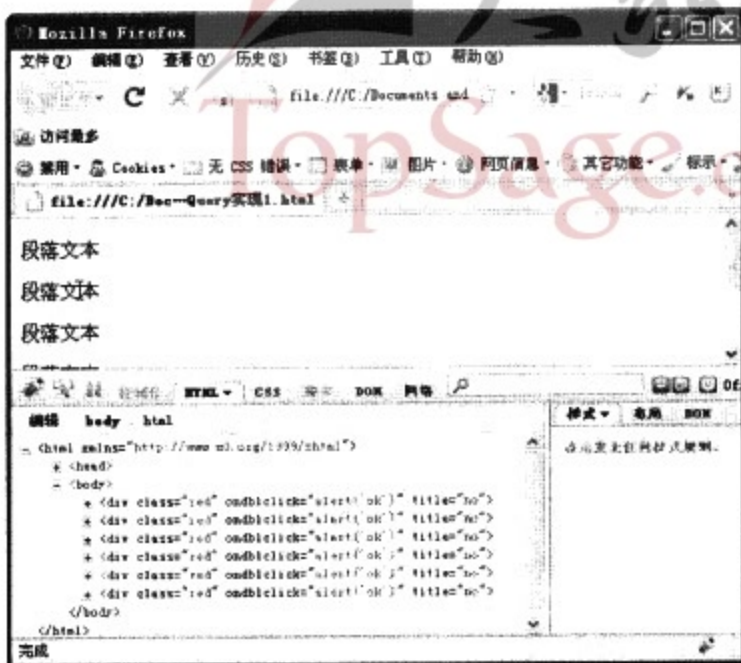 Mozilla Firefox
文件(F) 编辑(E) 查看(V) 历史(S) 书签(B) 工具(T) 帮助(H)
C file:///C:/Documents and
访问最多
禁用 Cookies 无 CSS 错误 表单 图片 网页信息 其它功能 标示
file:///C:/Doc…Query实现1.html
TopSage.
段落文本
段落文本
段落文本
HTML CSS DOM 网络 Of
编辑 body html 样式 布局 DOM
<html xmlns="http://www.w3.org/1999/xhtml">
<head>
<body>
<div class="red" ondblclick="alert('ok')" title="no">
<div class="red" ondblclick="alert('ok')" title="no">
<div class="red" ondblclick="alert('ok')" title="no">
<div class="red" ondblclick="alert('ok')" title="no">
<div class="red" ondblclick="alert('ok')" title="no">
<div class="red" ondblclick="alert('ok')" title="no">
</body>
</html>
完成